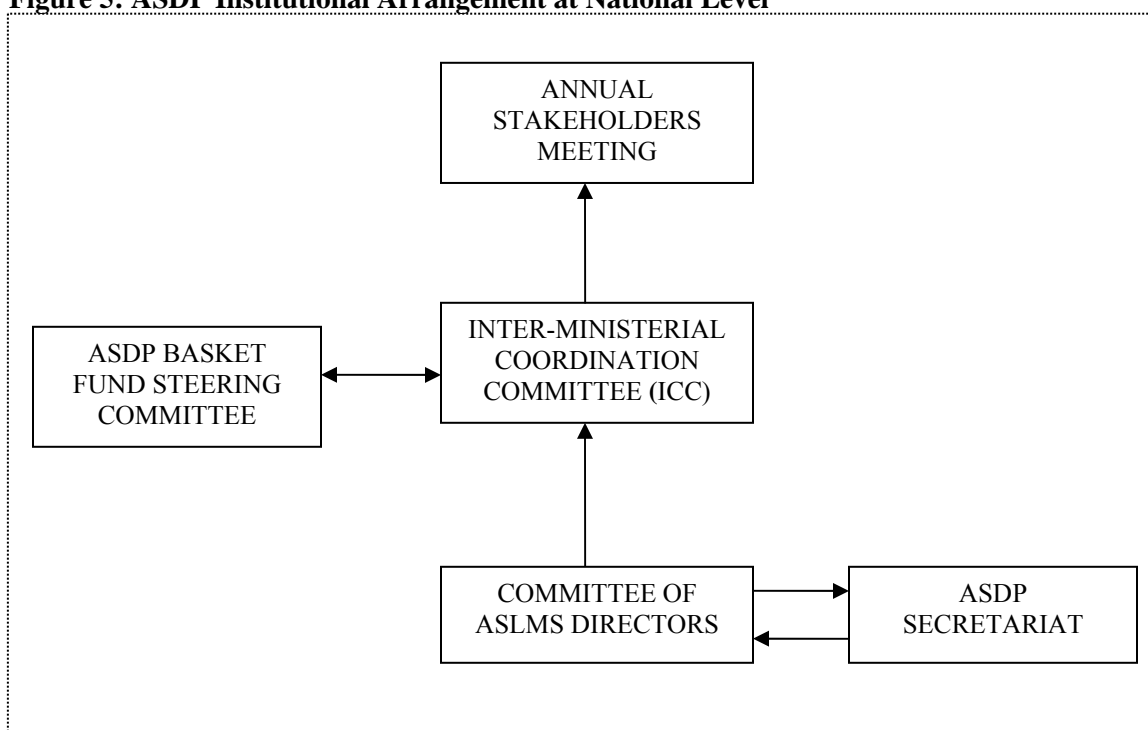 Figure 5: ASDP Institutional Arrangement at National Level
ANNUAL
STAKEHOLDERS
MEETING
ASDP BASKET
FUND STEERING
COMMITTEE
INTER-MINISTERIAL
COORDINATION
COMMITTEE (ICC)
COMMITTEE OF
ASLMS DIRECTORS
ASDP
SECRETARIAT